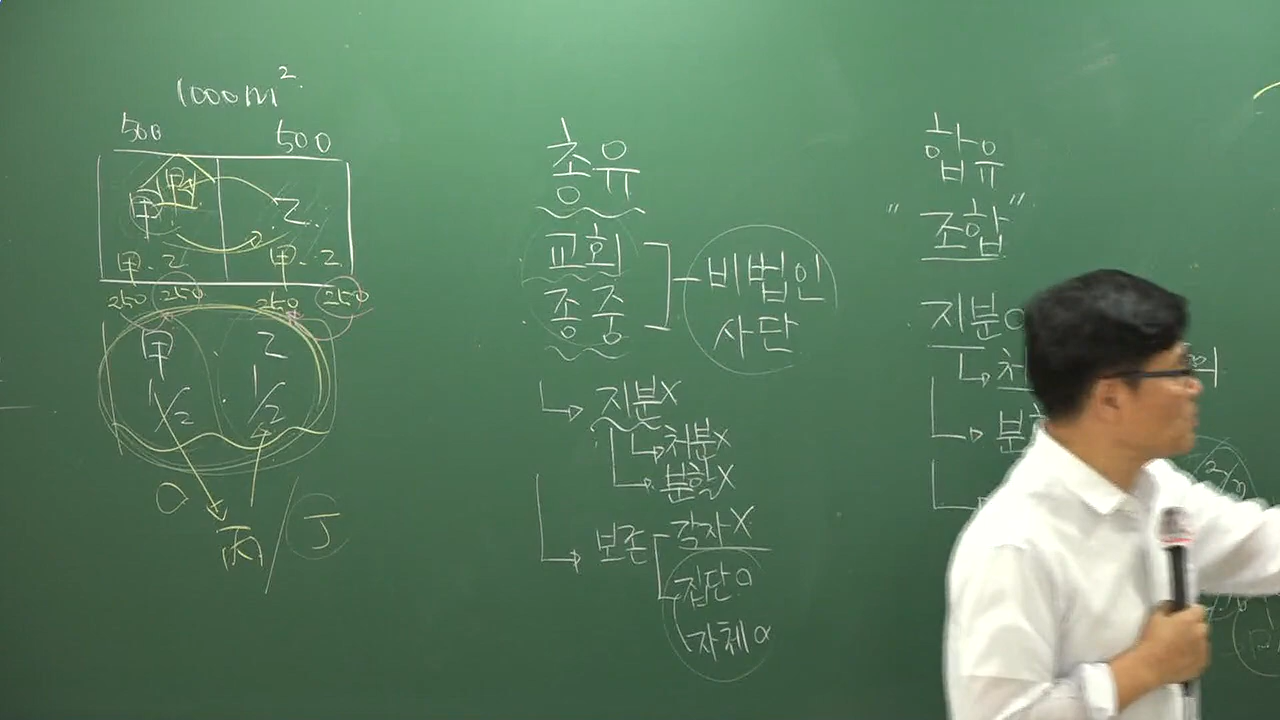 1000m²
500 500
甲 甲 乙
甲. 乙 甲. 乙
250 250 250 250
甲 乙
1/2 1/2
丙 / 丁
총유
교회
종중
비법인
사단
지분X
처분X
분할X
보존
각자X
집단O
자체O
합유
"조합"
지분O